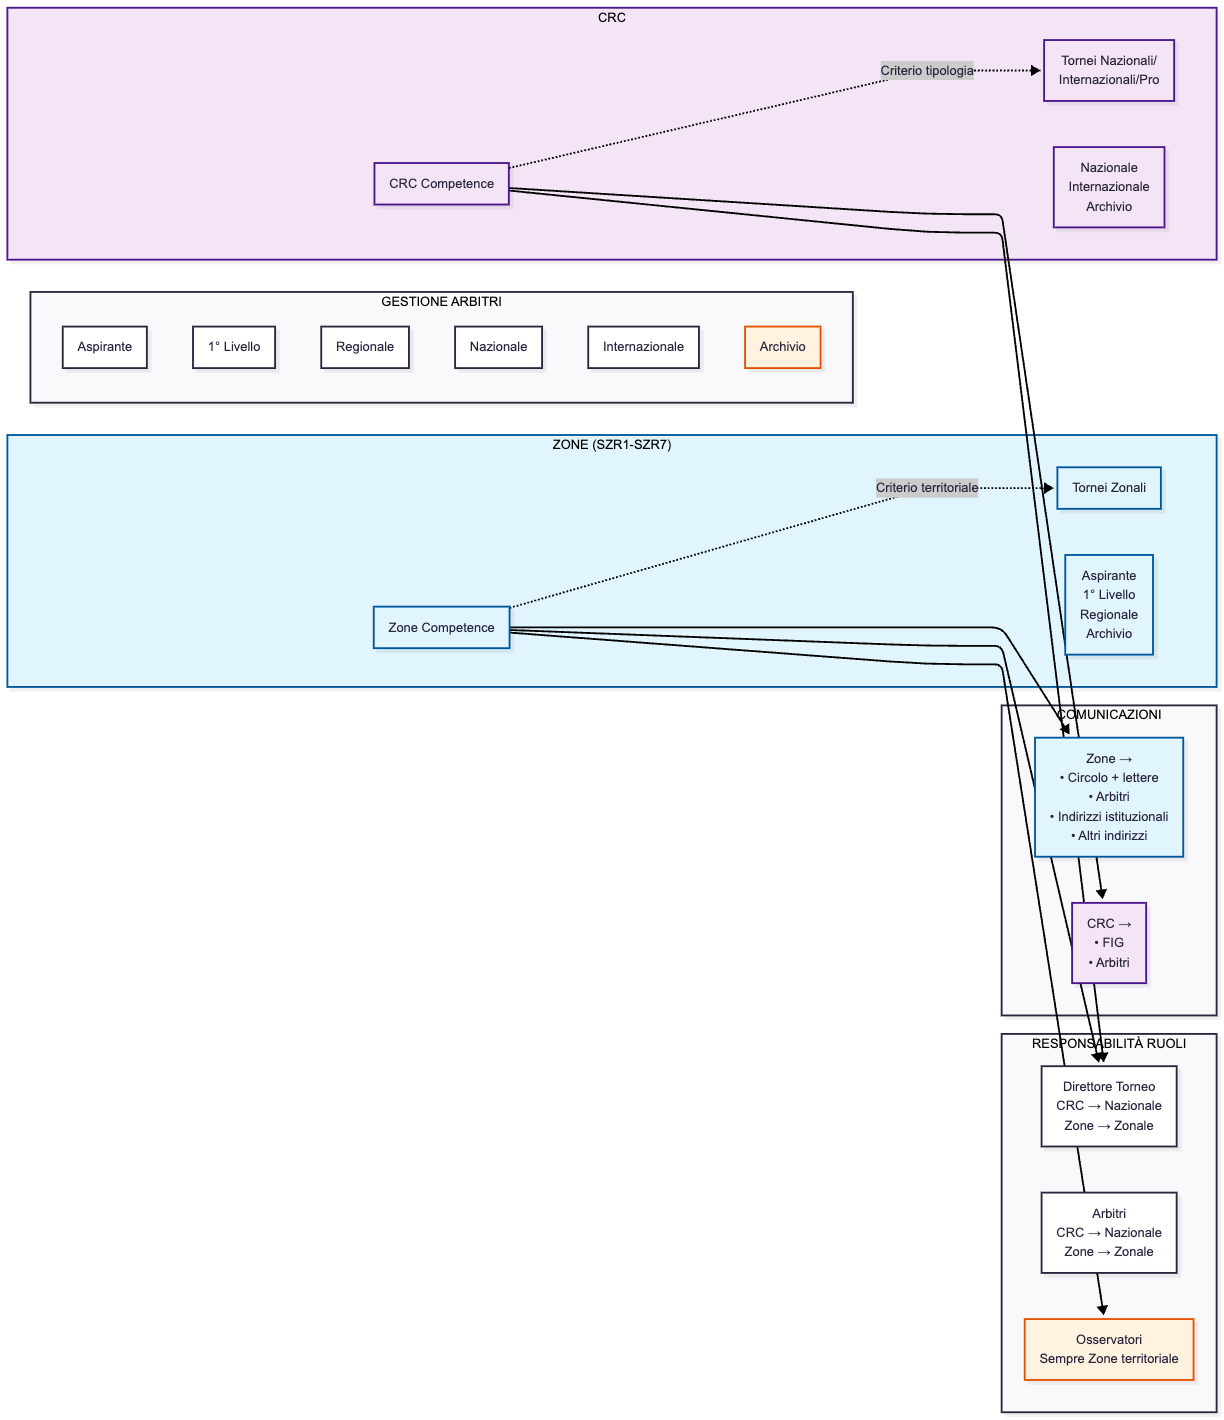 CRC
Criterio tipologia
Tornei Nazionali/
Internazionali/Pro
CRC Competence
Nazionale
Internazionale
Archivio
GESTIONE ARBITRI
Aspirante
1° Livello
Regionale
Nazionale
Internazionale
Archivio
ZONE (SZR1-SZR7)
Criterio territoriale
Tornei Zonali
Zone Competence
Aspirante
1° Livello
Regionale
Archivio
COMUNICAZIONI
Zone →
• Circolo + lettere
• Arbitri
• Indirizzi istituzionali
• Altri indirizzi
CRC →
• FIG
• Arbitri
RESPONSABILITÀ RUOLI
Direttore Torneo
CRC → Nazionale
Zone → Zonale
Arbitri
CRC → Nazionale
Zone → Zonale
Osservatori
Sempre Zone territoriale